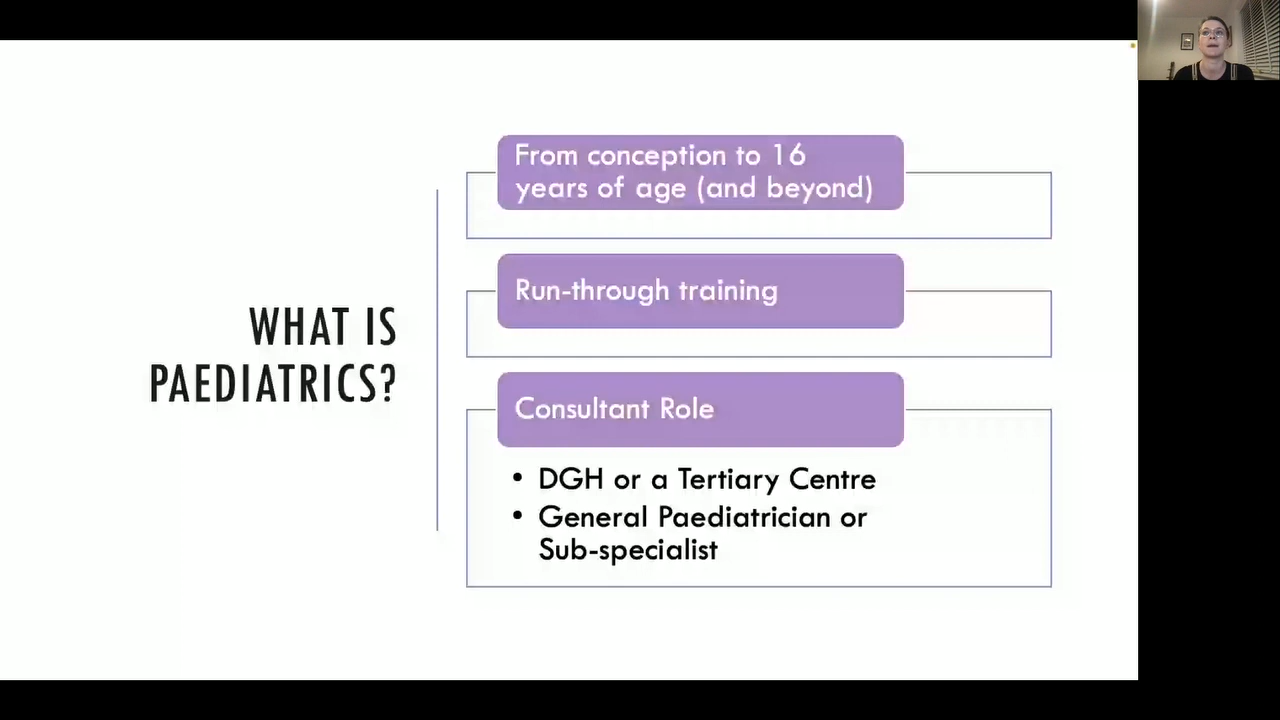 WHAT IS
PAEDIATRICS?
From conception to 16
years of age (and beyond)
Run-through training
Consultant Role
• DGH or a Tertiary Centre
• General Paediatrician or
Sub-specialist